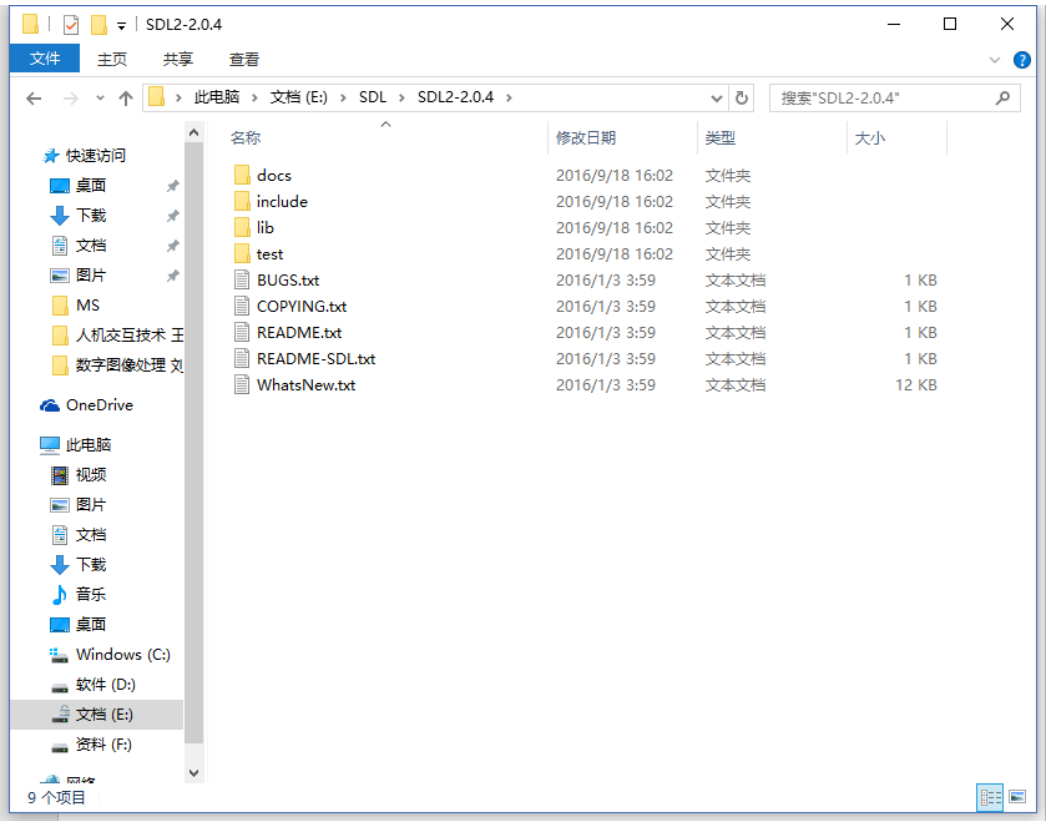 SDL2-2.0.4
文件 主页 共享 查看
此电脑 > 文档 (E:) > SDL > SDL2-2.0.4 > 搜索"SDL2-2.0.4"
名称 修改日期 类型 大小
快速访问
桌面
下载
文档
图片
MS
人机交互技术 王
数字图像处理 刘
OneDrive
此电脑
视频
图片
文档
下载
音乐
桌面
Windows (C:)
软件 (D:)
文档 (E:)
资料 (F:)
网络
docs 2016/9/18 16:02 文件夹
include 2016/9/18 16:02 文件夹
lib 2016/9/18 16:02 文件夹
test 2016/9/18 16:02 文件夹
BUGS.txt 2016/1/3 3:59 文本文档 1 KB
COPYING.txt 2016/1/3 3:59 文本文档 1 KB
README.txt 2016/1/3 3:59 文本文档 1 KB
README-SDL.txt 2016/1/3 3:59 文本文档 1 KB
WhatsNew.txt 2016/1/3 3:59 文本文档 12 KB
9 个项目